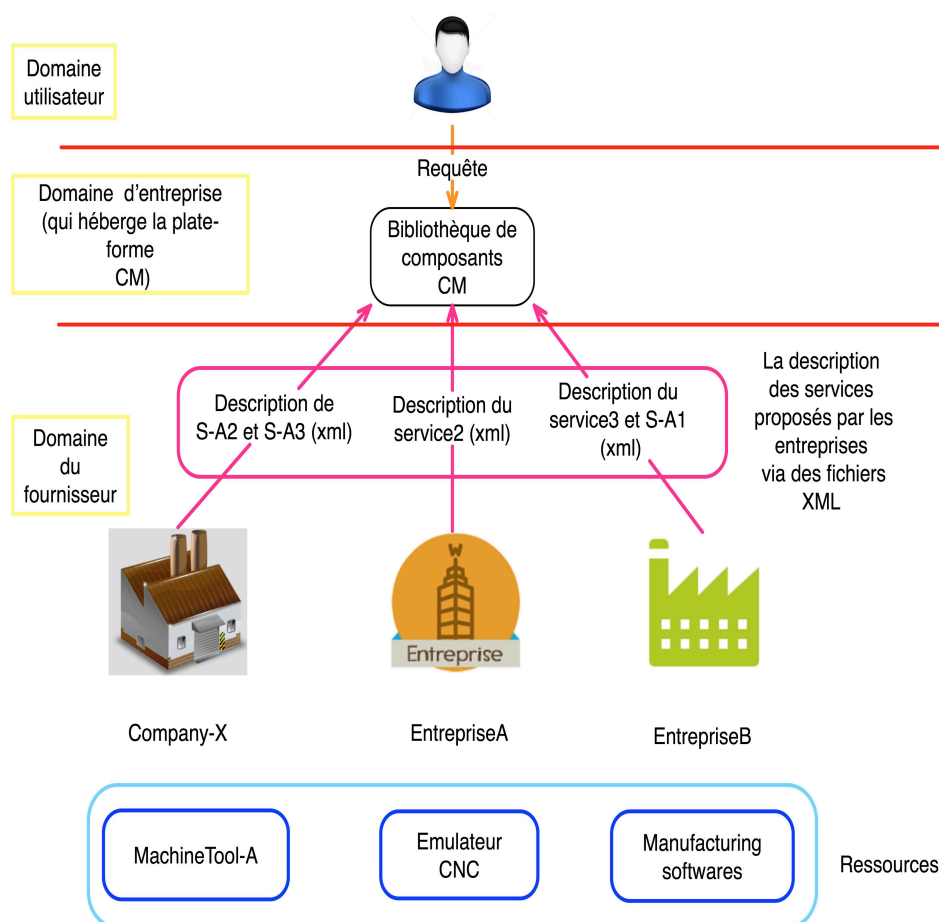 Domaine
utilisateur
Requête
Domaine d'entreprise
(qui héberge la plate-
forme
CM)
Bibliothèque de
composants
CM
Description de
S-A2 et S-A3 (xml)
Description du
service2 (xml)
Description du
service3 et S-A1
(xml)
La description
des services
proposés par les
entreprises
via des fichiers
XML
Domaine
du
fournisseur
W
Entreprise
Company-X
EntrepriseA
EntrepriseB
MachineTool-A
Emulateur
CNC
Manufacturing
softwares
Ressources